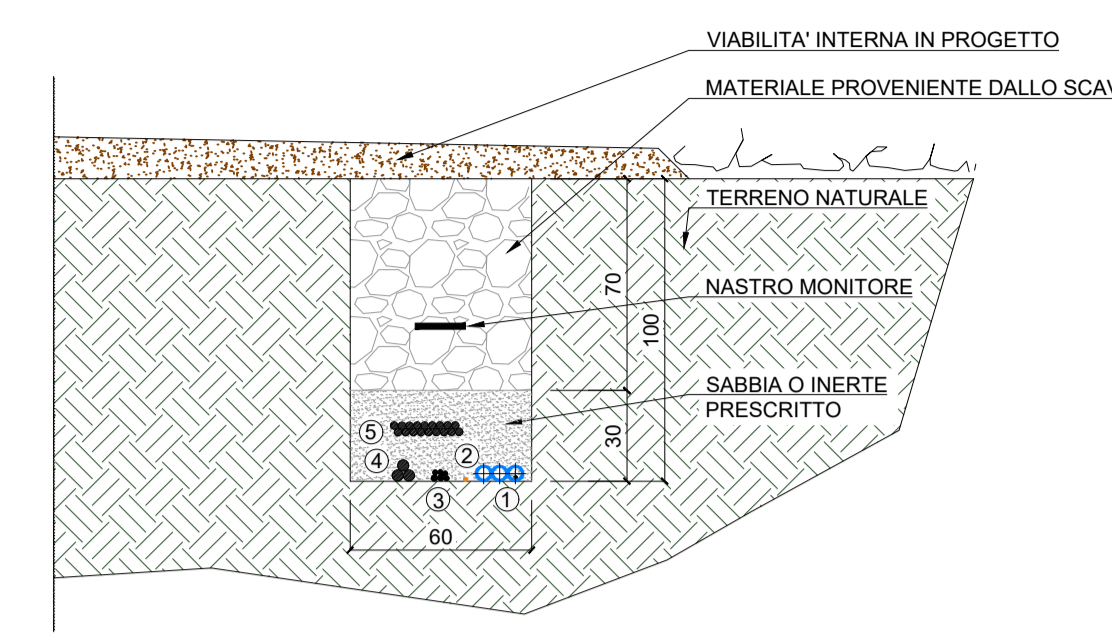 VIABILITA' INTERNA IN PROGETTO
MATERIALE PROVENIENTE DALLO SCAV
TERRENO NATURALE
NASTRO MONITORE
SABBIA O INERTE
PRESCRITTO
70
100
30
5
2
4
3
1
60